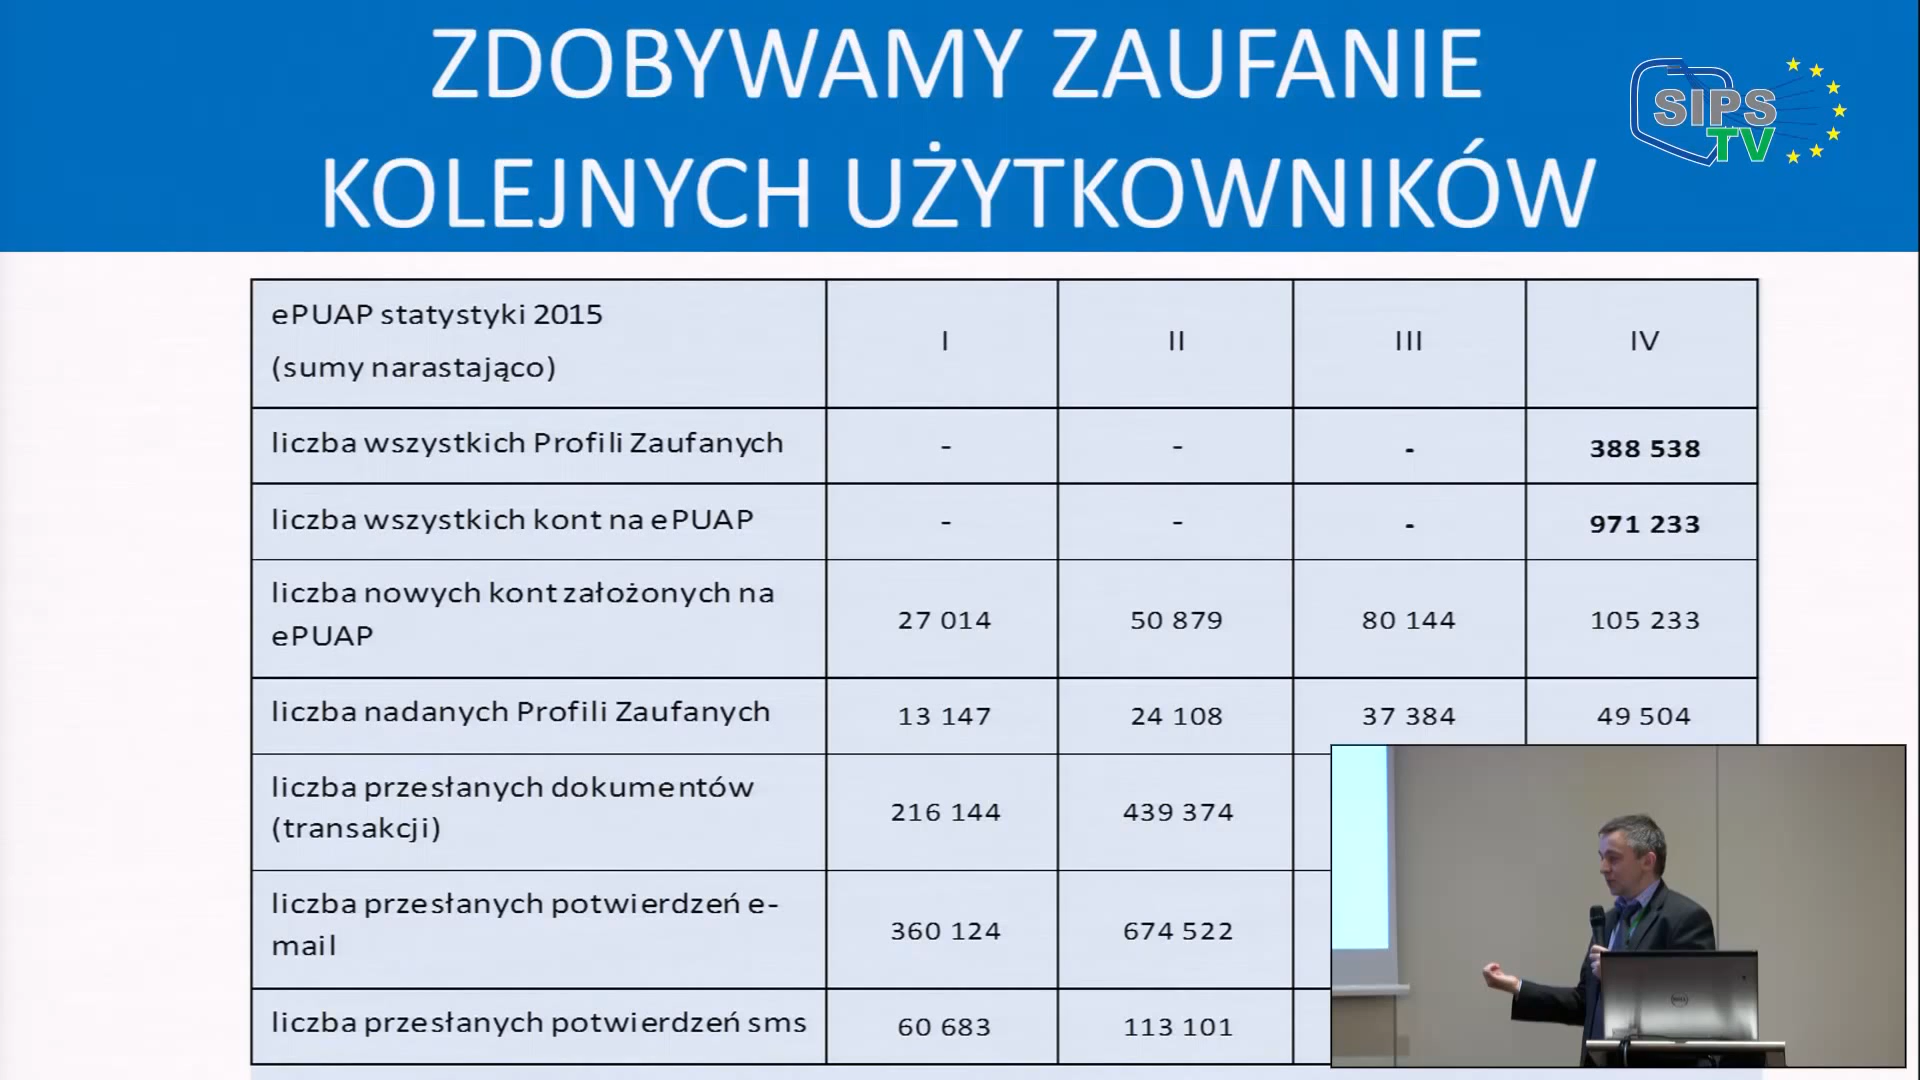 ZDOBYWAMY ZAUFANIE
KOLEJNYCH UŻYTKOWNIKÓW
SIPS
TV
ePUAP statystyki 2015
(sumy narastająco)
I
II
III
IV
liczba wszystkich Profili Zaufanych
-
-
-
388 538
liczba wszystkich kont na ePUAP
-
-
-
971 233
liczba nowych kont założonych na
ePUAP
27 014
50 879
80 144
105 233
liczba nadanych Profili Zaufanych
13 147
24 108
37 384
49 504
liczba przesłanych dokumentów
(transakcji)
216 144
439 374
liczba przesłanych potwierdzeń e-
mail
360 124
674 522
liczba przesłanych potwierdzeń sms
60 683
113 101
DELL